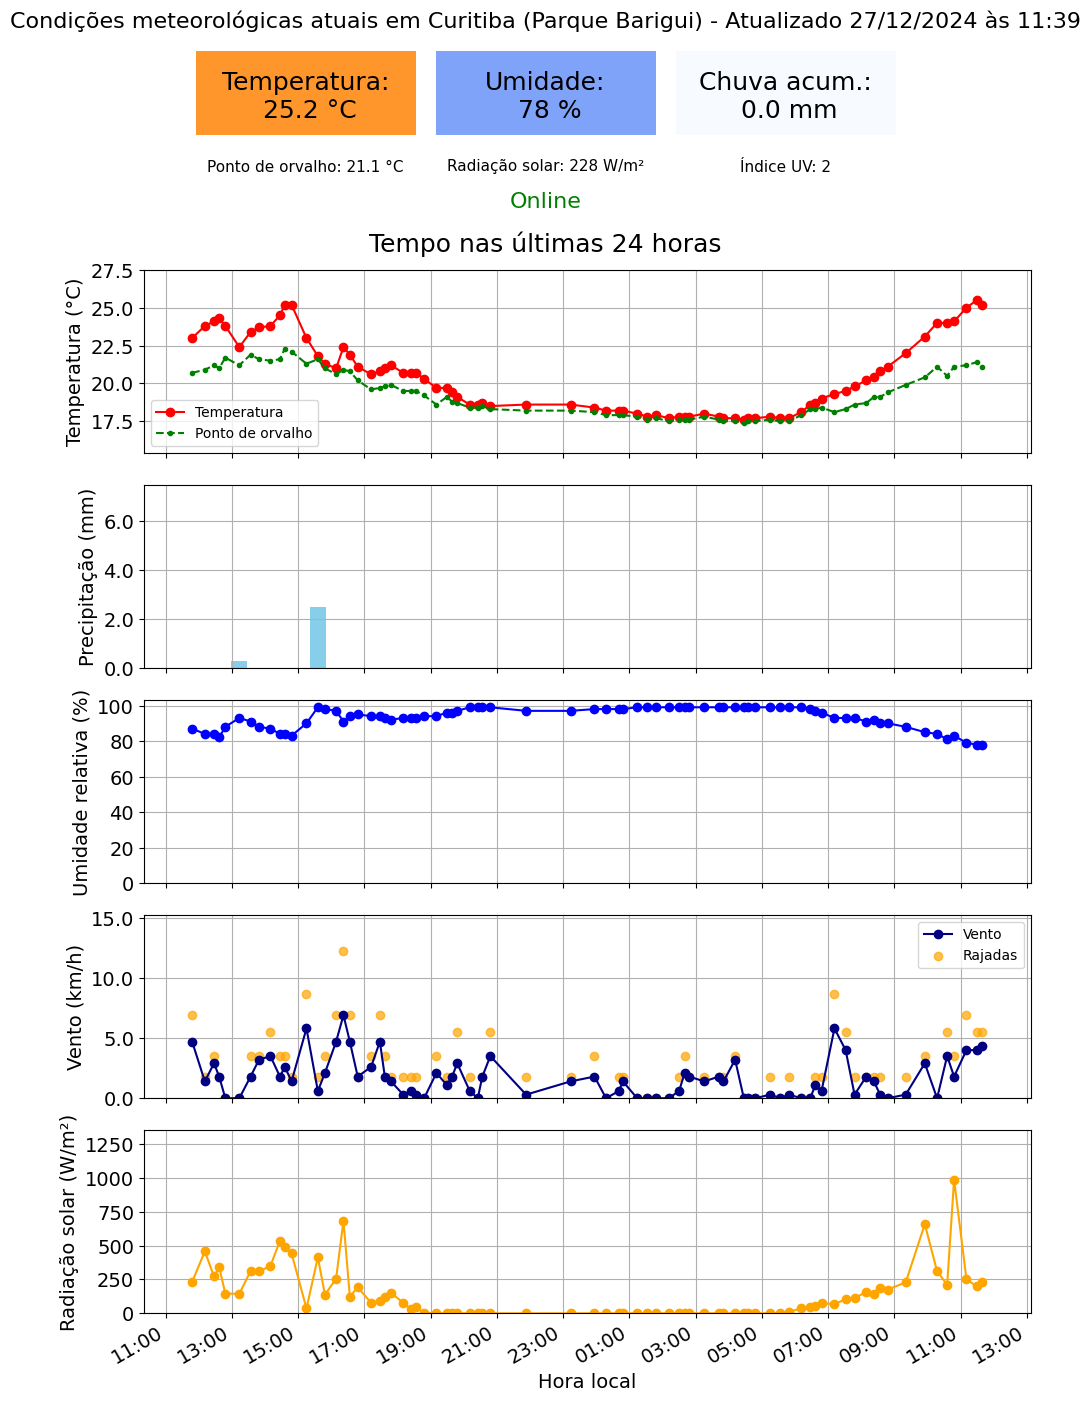 Condições meteorológicas atuais em Curitiba (Parque Barigui) - Atualizado 27/12/2024 às 11:39
Temperatura:
25.2 °C
Umidade:
78 %
Chuva acum.:
0.0 mm
Ponto de orvalho: 21.1 °C
Radiação solar: 228 W/m²
Índice UV: 2
Online
Tempo nas últimas 24 horas
Temperatura (°C)
27.5
25.0
22.5
20.0
17.5
Temperatura
Ponto de orvalho
Precipitação (mm)
6.0
4.0
2.0
0.0
Umidade relativa (%)
100
80
60
40
20
0
Vento (km/h)
15.0
10.0
5.0
0.0
Vento
Rajadas
Radiação solar (W/m²)
1250
1000
750
500
250
0
11:00
13:00
15:00
17:00
19:00
21:00
23:00
01:00
03:00
05:00
07:00
09:00
11:00
13:00
Hora local